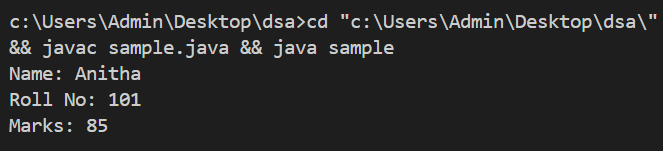 c:\Users\Admin\Desktop\dsa>cd "c:\Users\Admin\Desktop\dsa\"
&& javac sample.java && java sample
Name: Anitha
Roll No: 101
Marks: 85